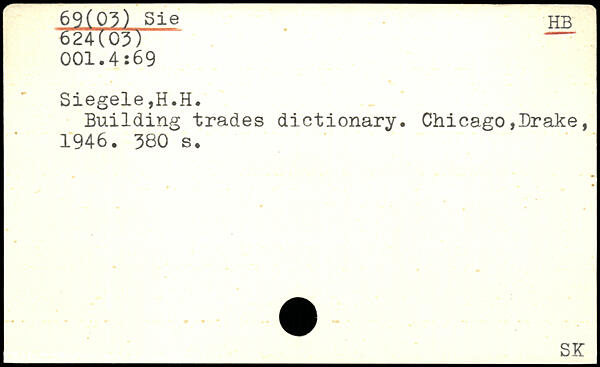 69(03) Sie HB
624(03)
001.4:69
Siegele,H.H.
Building trades dictionary. Chicago,Drake,
1946. 380 s.
SK